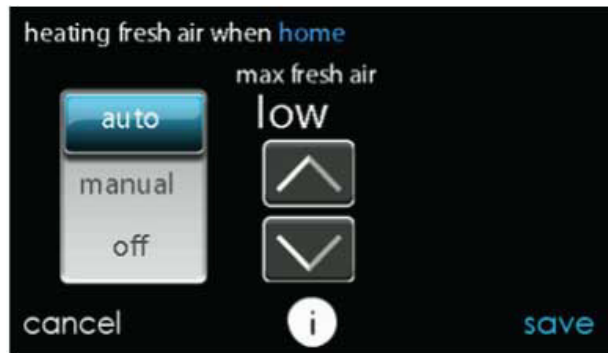 heating fresh air when home
max fresh air
auto
low
manual
off
cancel
i
save